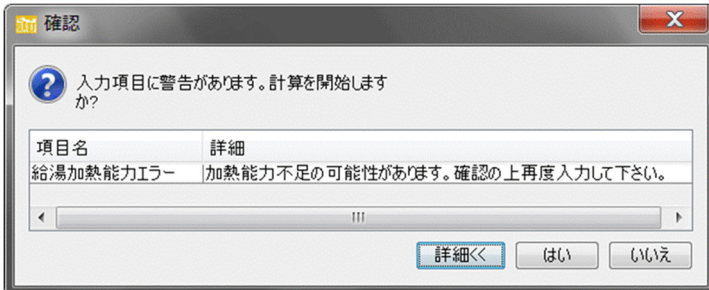 確認
入力項目に警告があります。計算を開始します
か?
項目名 詳細
給湯加熱能力エラー 加熱能力不足の可能性があります。確認の上再度入力して下さい。
詳細<< はい いいえ